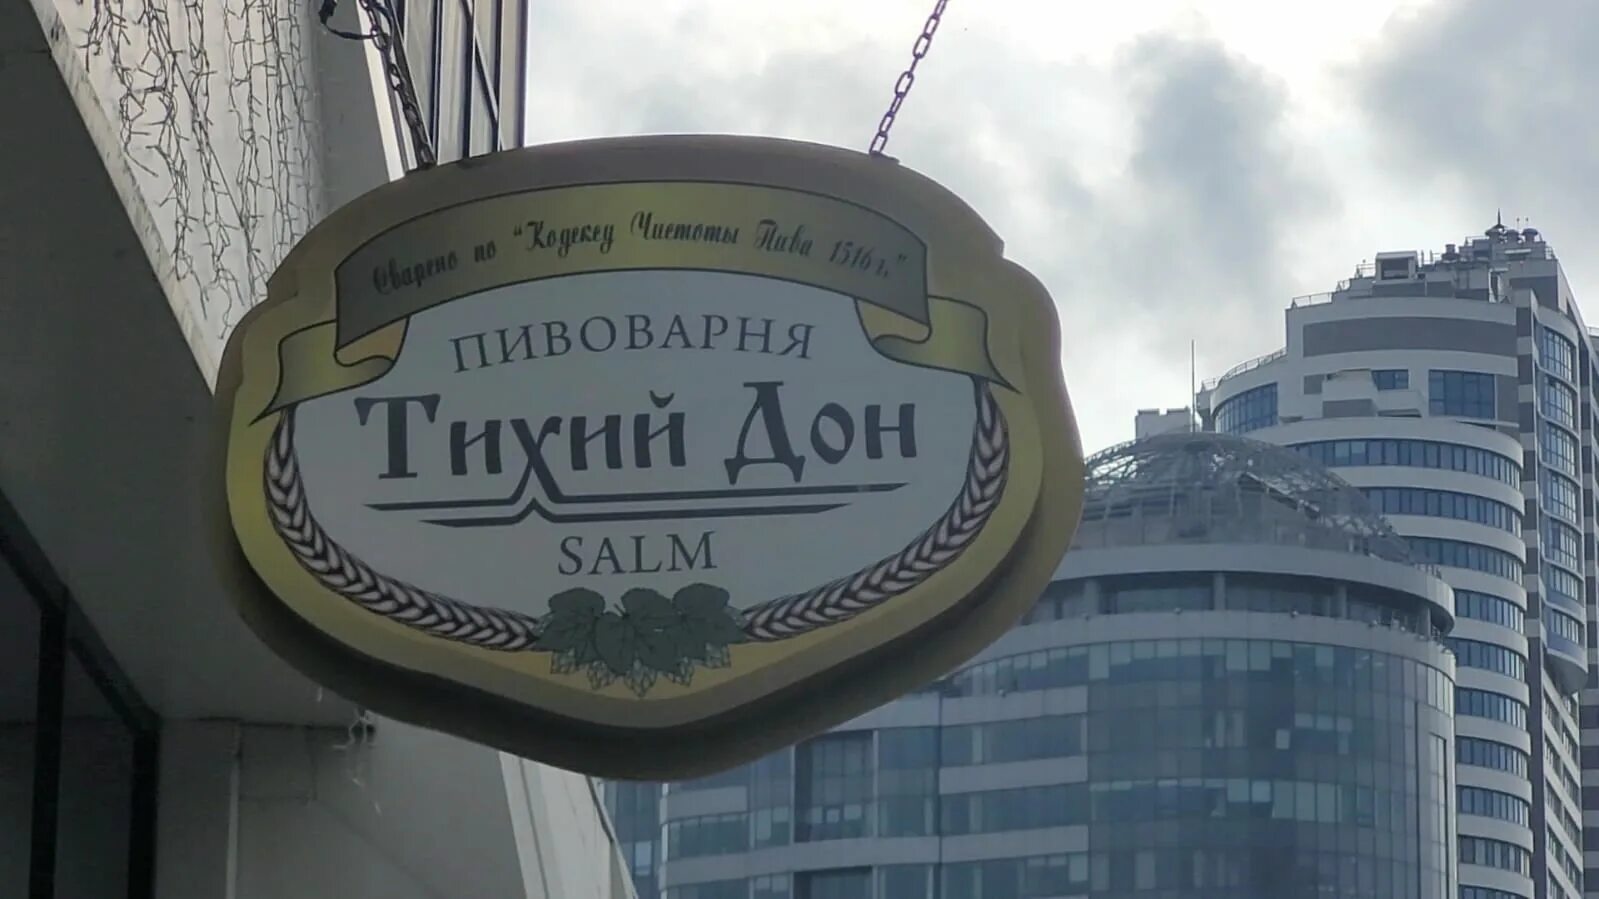 Сварено по "Кодексу Чистоты Пива 1516 г."
ПИВОВАРНЯ
Тихий Дон
SALM